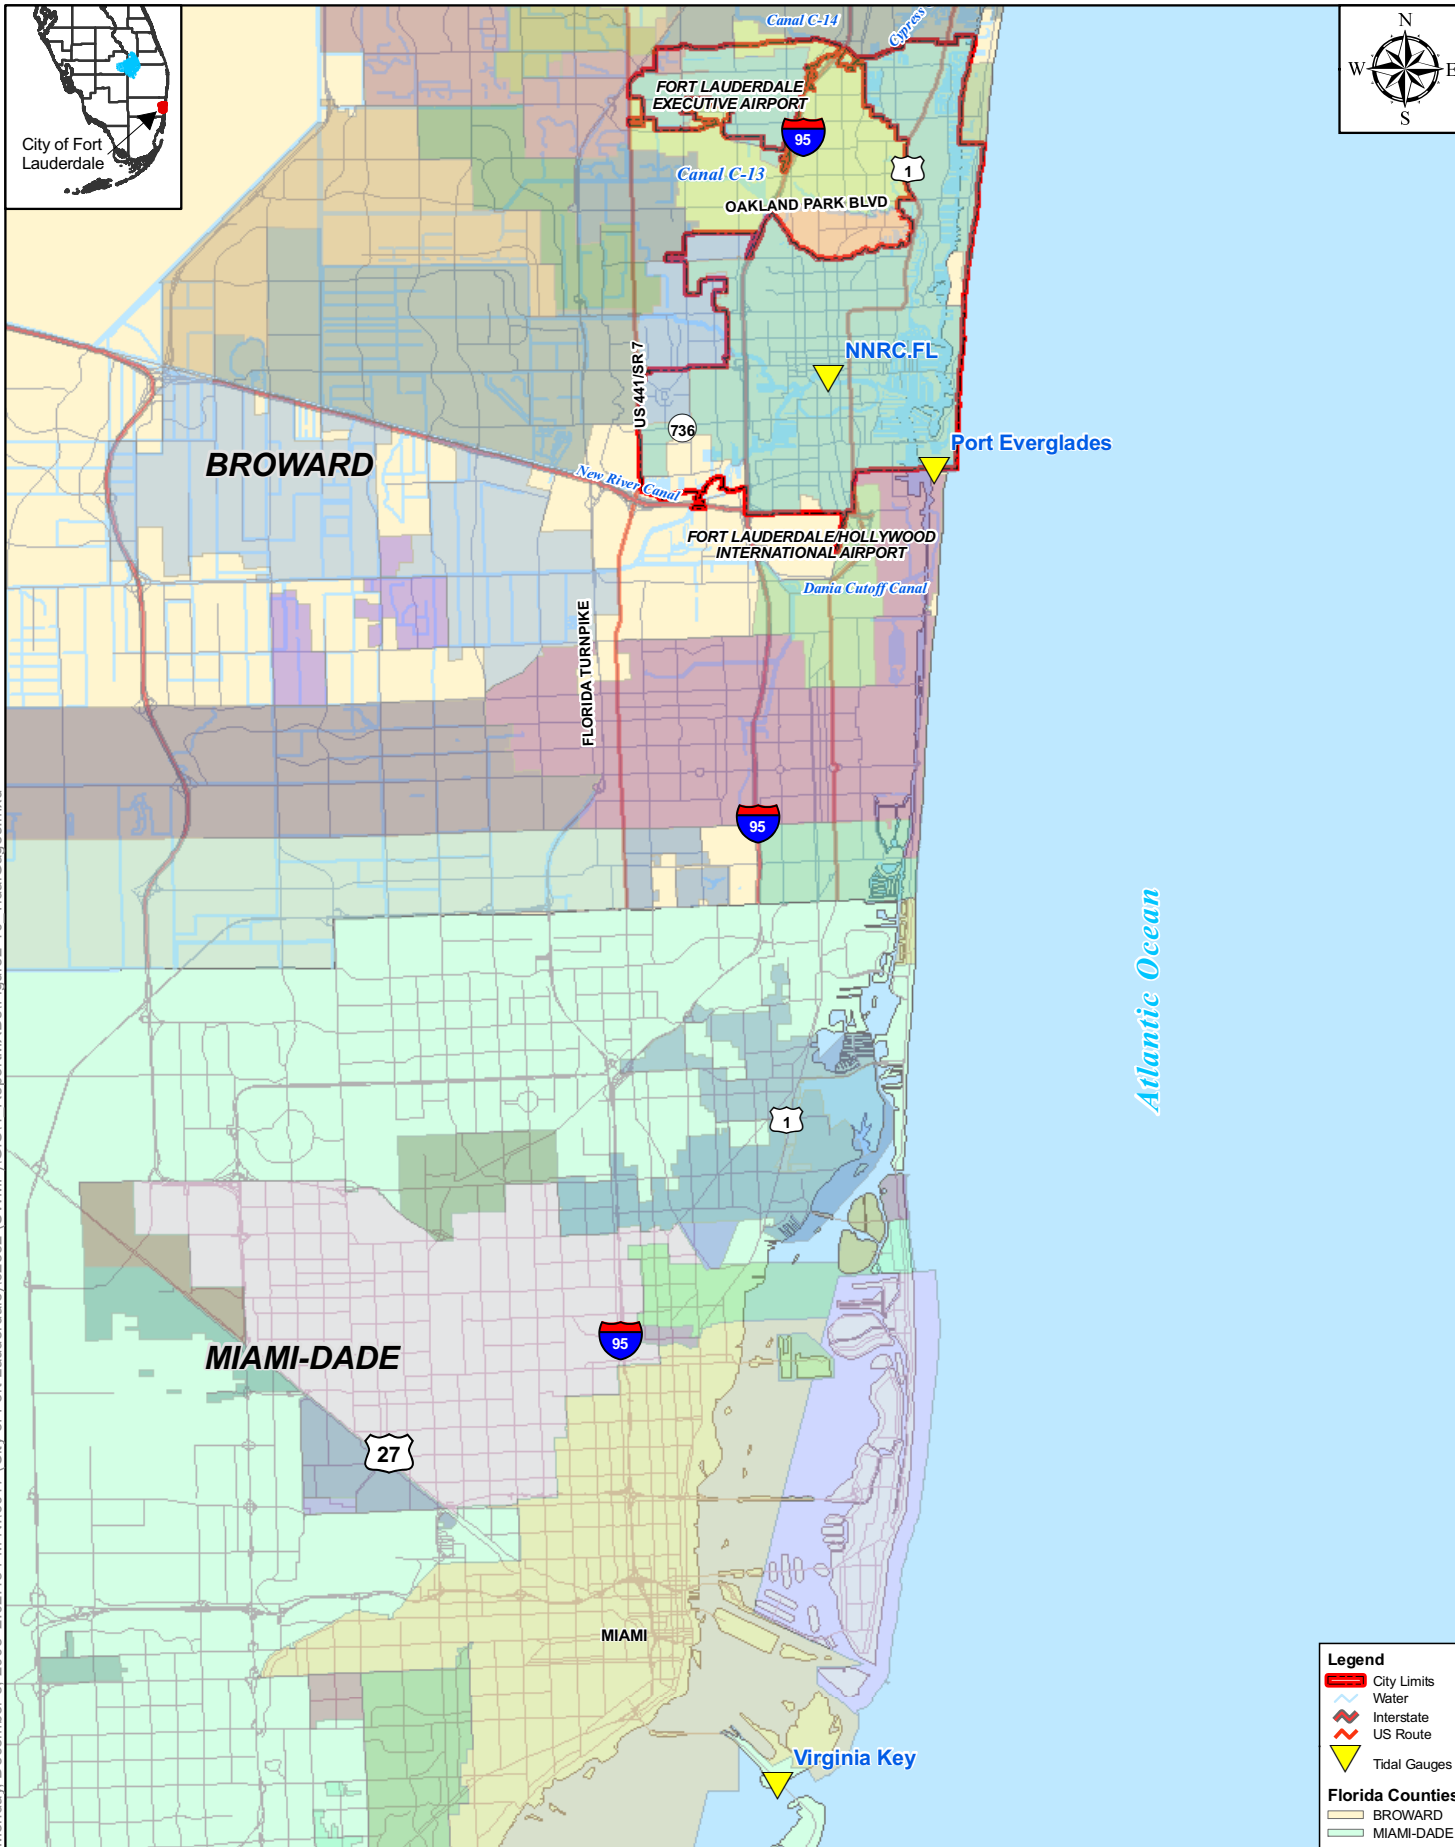 Canal C-14
Cypress
N
W
E
S
City of Fort
Lauderdale
FORT LAUDERDALE
EXECUTIVE AIRPORT
95
1
Canal C-13
OAKLAND PARK BLVD
NNRC.FL
US 441/SR 7
736
Port Everglades
BROWARD
New River Canal
FORT LAUDERDALE/HOLLYWOOD
INTERNATIONAL AIRPORT
Dania Cutoff Canal
FLORIDA TURNPIKE
95
Atlantic Ocean
1
95
MIAMI-DADE
27
MIAMI
Virginia Key
Legend
City Limits
Water
Interstate
US Route
Tidal Gauges
Florida Counties
BROWARD
MIAMI-DADE